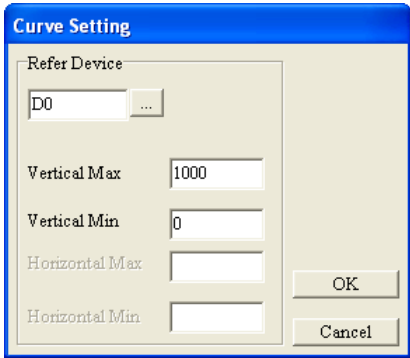 Curve Setting
Refer Device
D0 ...
Vertical Max 1000
Vertical Min 0
Horizontal Max
Horizontal Min
OK
Cancel